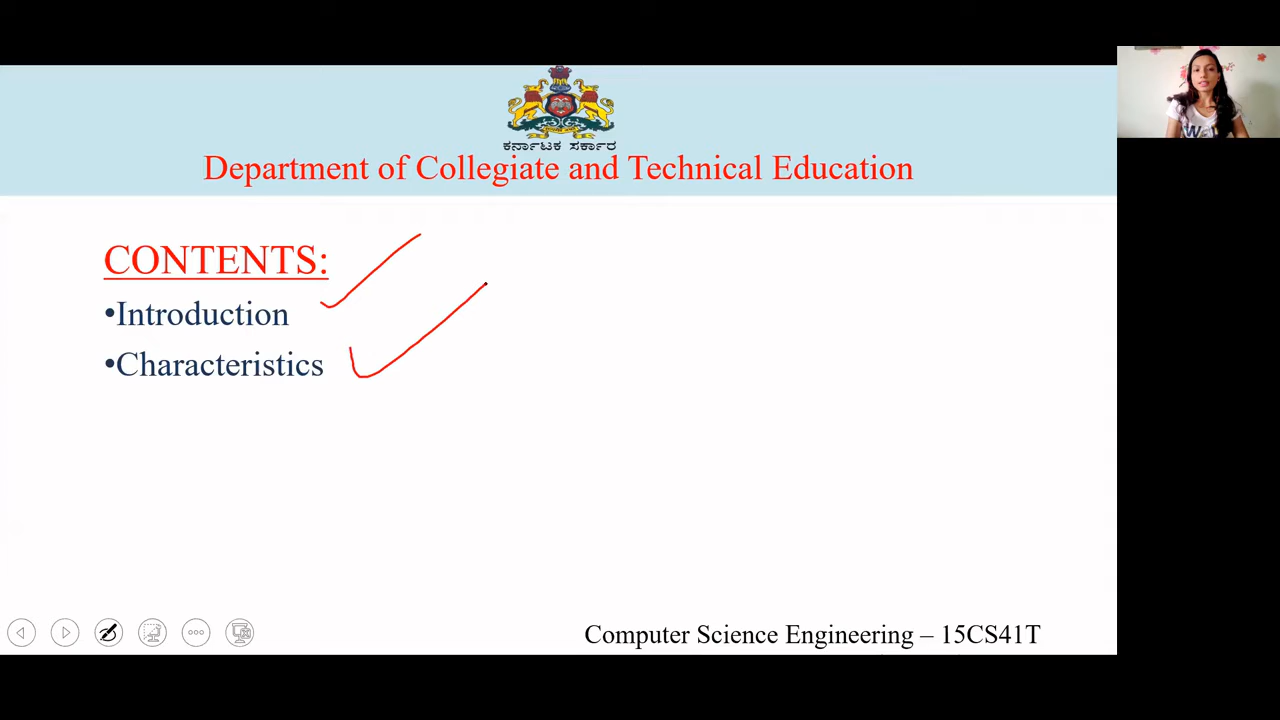 ಕರ್ನಾಟಕ ಸರ್ಕಾರ
Department of Collegiate and Technical Education
CONTENTS:
•Introduction
•Characteristics
Computer Science Engineering – 15CS41T